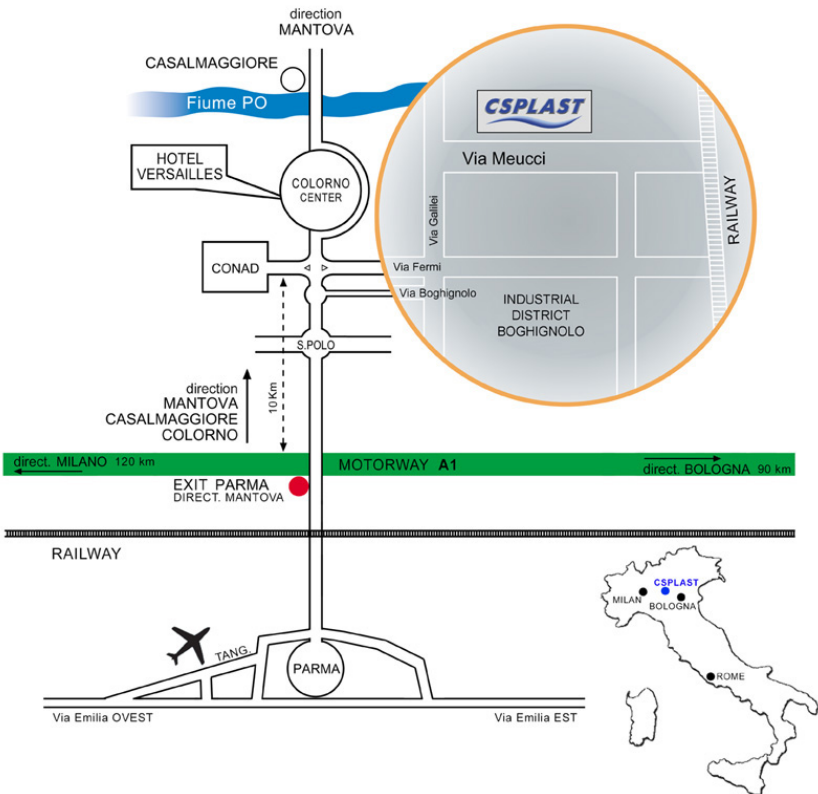 direction
MANTOVA
CASALMAGGIORE
Fiume PO
HOTEL
VERSAILLES
COLORNO
CENTER
CONAD
CSPLAST
Via Meucci
Via Galilei
RAILWAY
Via Fermi
Via Boghignolo
INDUSTRIAL
DISTRICT
BOGHIGNOLO
S.POLO
10 Km
direction
MANTOVA
CASALMAGGIORE
COLORNO
direct. MILANO 120 km
MOTORWAY A1
direct. BOLOGNA 90 km
EXIT PARMA
DIRECT. MANTOVA
RAILWAY
TANG.
PARMA
Via Emilia OVEST
Via Emilia EST
CSPLAST
MILAN
BOLOGNA
ROME